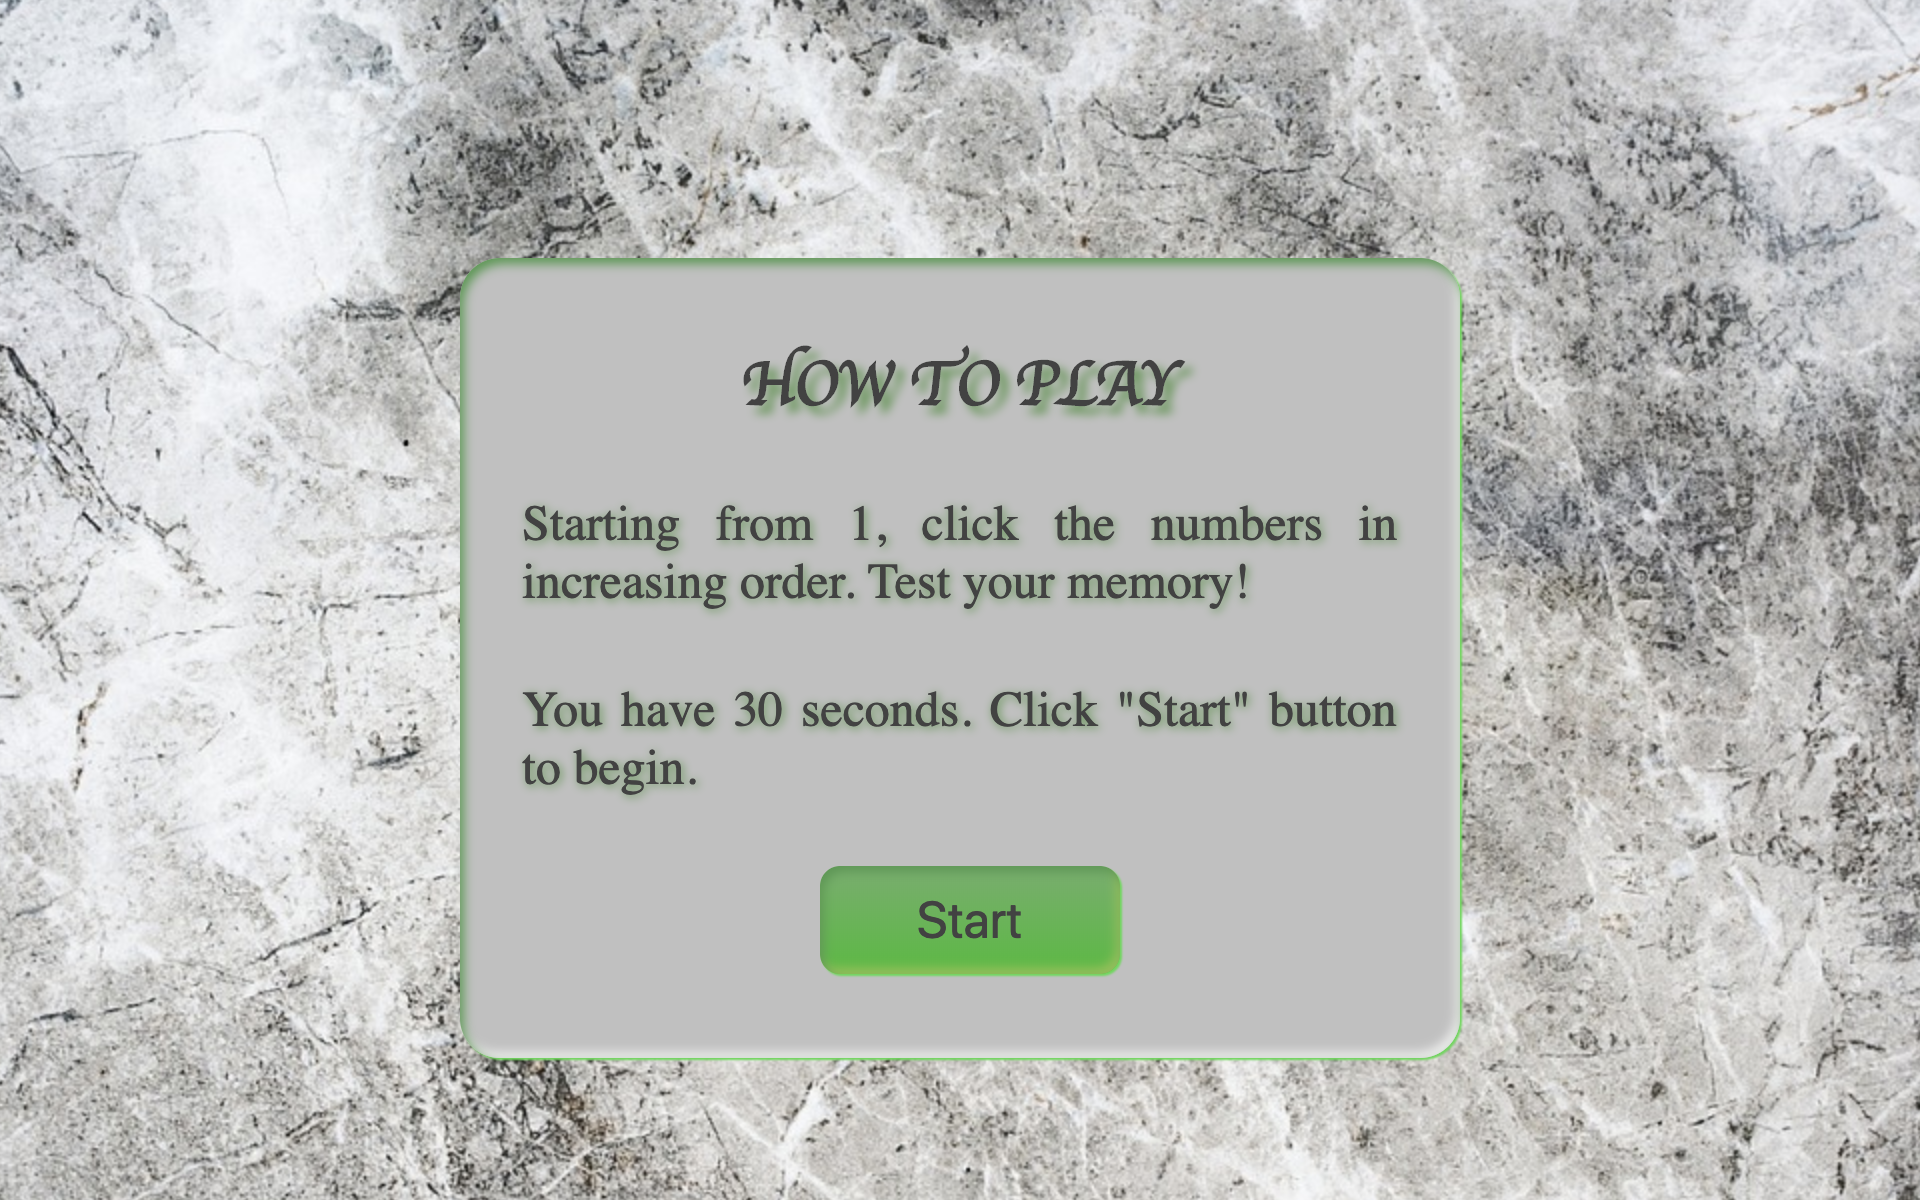 HOW TO PLAY
Starting from 1, click the numbers in
increasing order. Test your memory!
You have 30 seconds. Click "Start" button
to begin.
Start